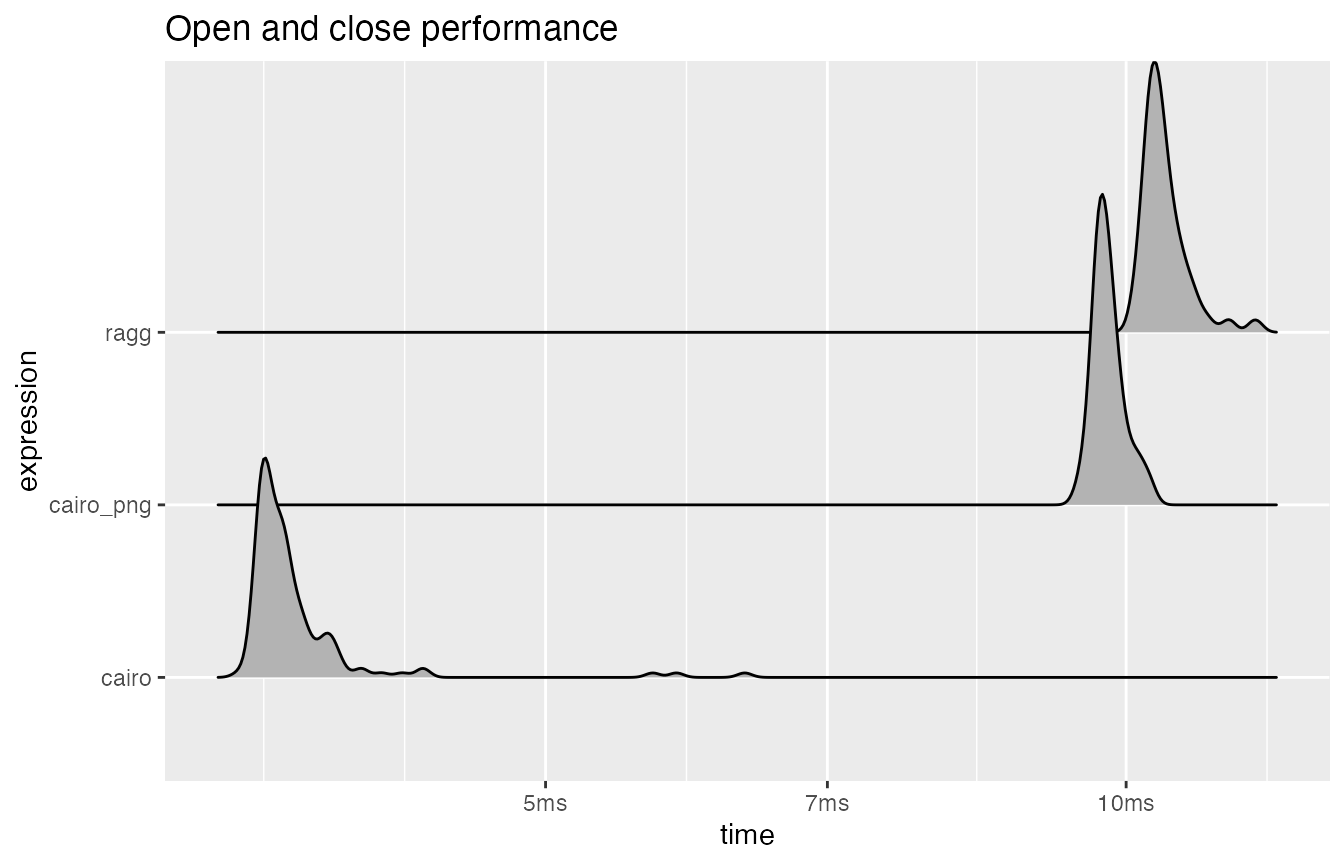 Open and close performance
ragg
cairo_png
cairo
expression
5ms
7ms
10ms
time